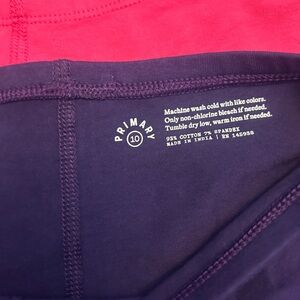 PRIMARY
10
Machine wash cold with like colors.
Only non-chlorine bleach if needed.
Tumble dry low, warm iron if needed.
93% COTTON 7% SPANDEX
MADE IN INDIA | RN 145938